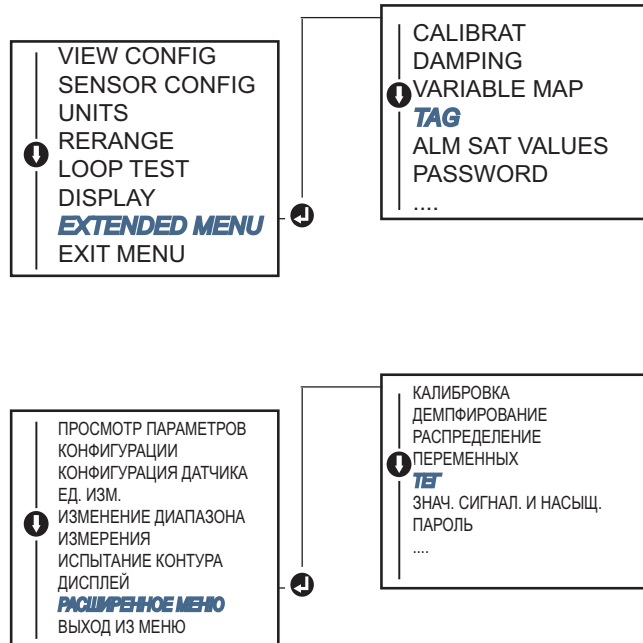 VIEW CONFIG
SENSOR CONFIG
UNITS
RERANGE
LOOP TEST
DISPLAY
EXTENDED MENU
EXIT MENU
CALIBRAT
DAMPING
VARIABLE MAP
TAG
ALM SAT VALUES
PASSWORD
....
ПРОСМОТР ПАРАМЕТРОВ
КОНФИГУРАЦИИ
КОНФИГУРАЦИЯ ДАТЧИКА
ЕД. ИЗМ.
ИЗМЕНЕНИЕ ДИАПАЗОНА
ИЗМЕРЕНИЯ
ИСПЫТАНИЕ КОНТУРА
ДИСПЛЕЙ
РАСШИРЕННОЕ МЕНЮ
ВЫХОД ИЗ МЕНЮ
КАЛИБРОВКА
ДЕМПФИРОВАНИЕ
РАСПРЕДЕЛЕНИЕ
ПЕРЕМЕННЫХ
ТЕГ
ЗНАЧ. СИГНАЛ. И НАСЫЩ.
ПАРОЛЬ
....